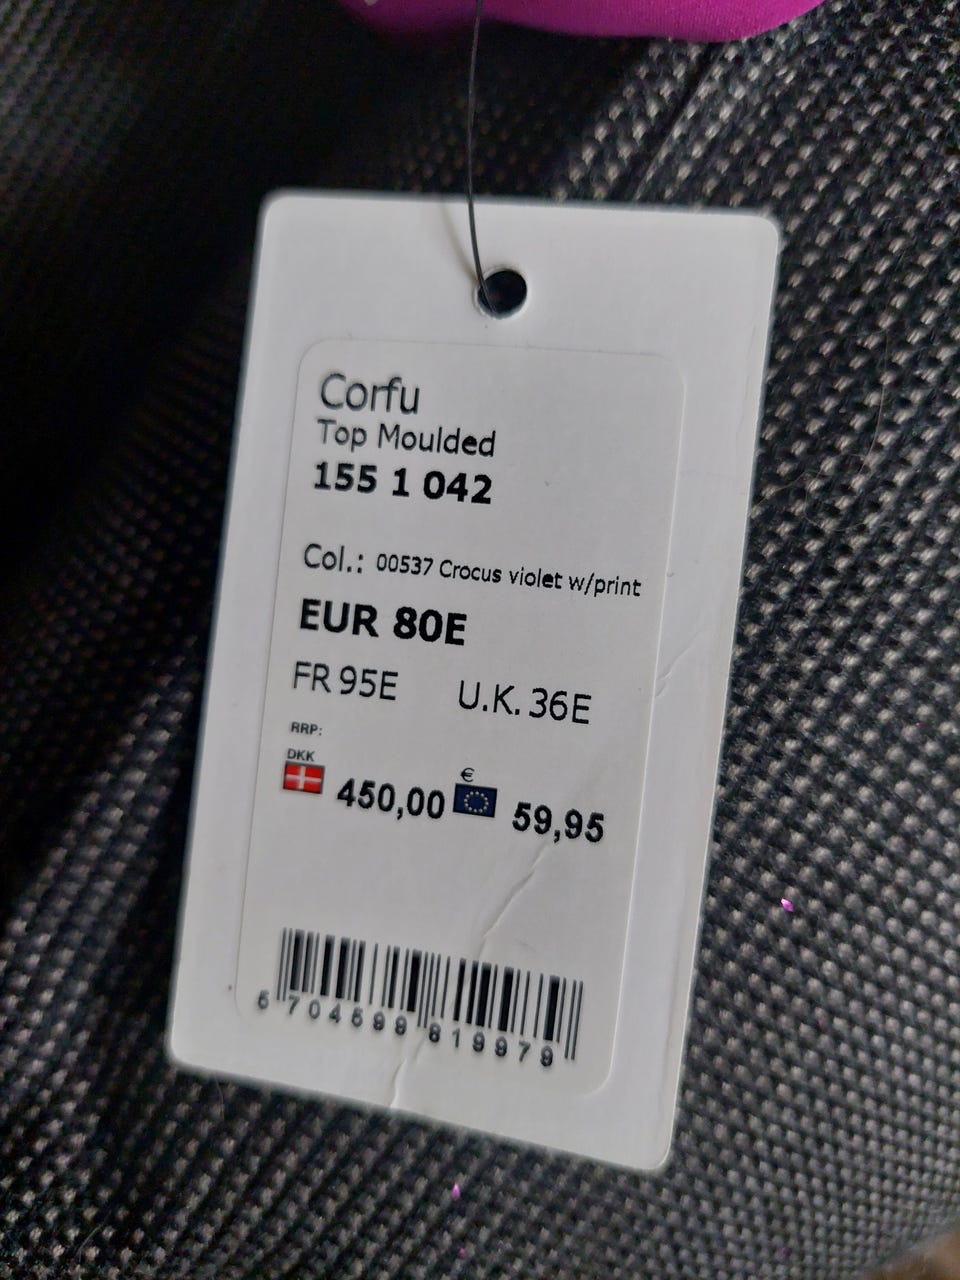 Corfu
Top Moulded
155 1 042
Col.: 00537 Crocus violet w/print
EUR 80E
FR 95E U.K. 36E
RRP:
DKK €
450,00 59,95
5 704699 819979